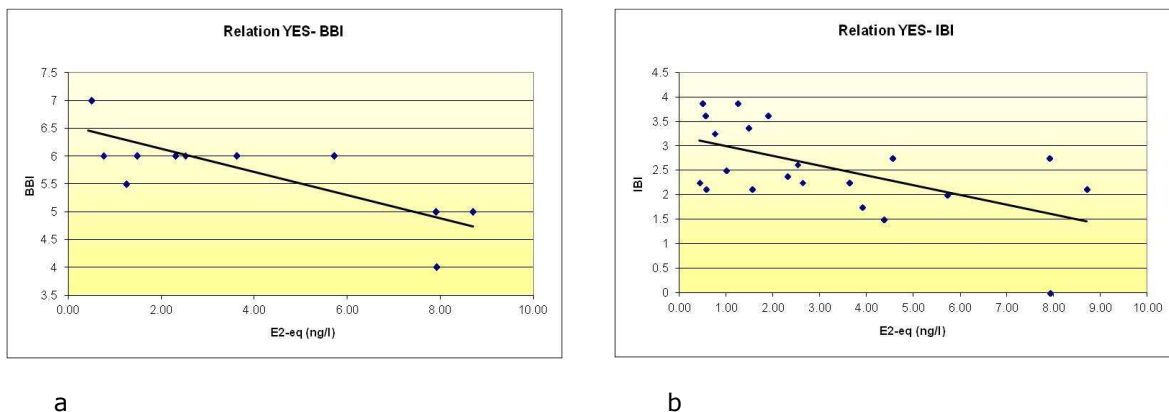 Relation YES- BBI
7.5
7
6.5
6
5.5
5
4.5
4
3.5
BBI
0.00 2.00 4.00 6.00 8.00 10.00
E2-eq (ng/l)
a
Relation YES- IBI
4.5
4
3.5
3
2.5
2
1.5
1
0.5
0
IBI
0.00 1.00 2.00 3.00 4.00 5.00 6.00 7.00 8.00 9.00 10.00
E2-eq (ng/l)
b